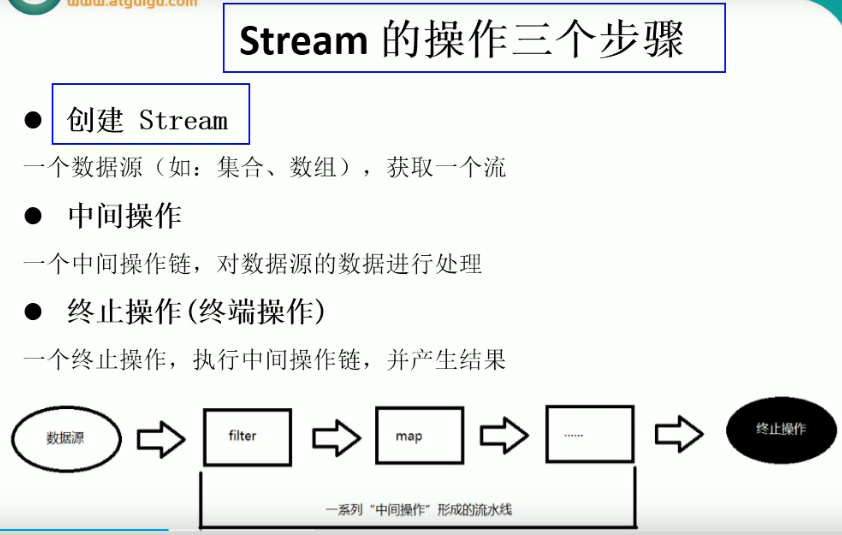 www.atguigu.com
Stream 的操作三个步骤
创建 Stream
一个数据源（如：集合、数组），获取一个流
中间操作
一个中间操作链，对数据源的数据进行处理
终止操作(终端操作)
一个终止操作，执行中间操作链，并产生结果
数据源
filter
map
......
终止操作
一系列“中间操作”形成的流水线